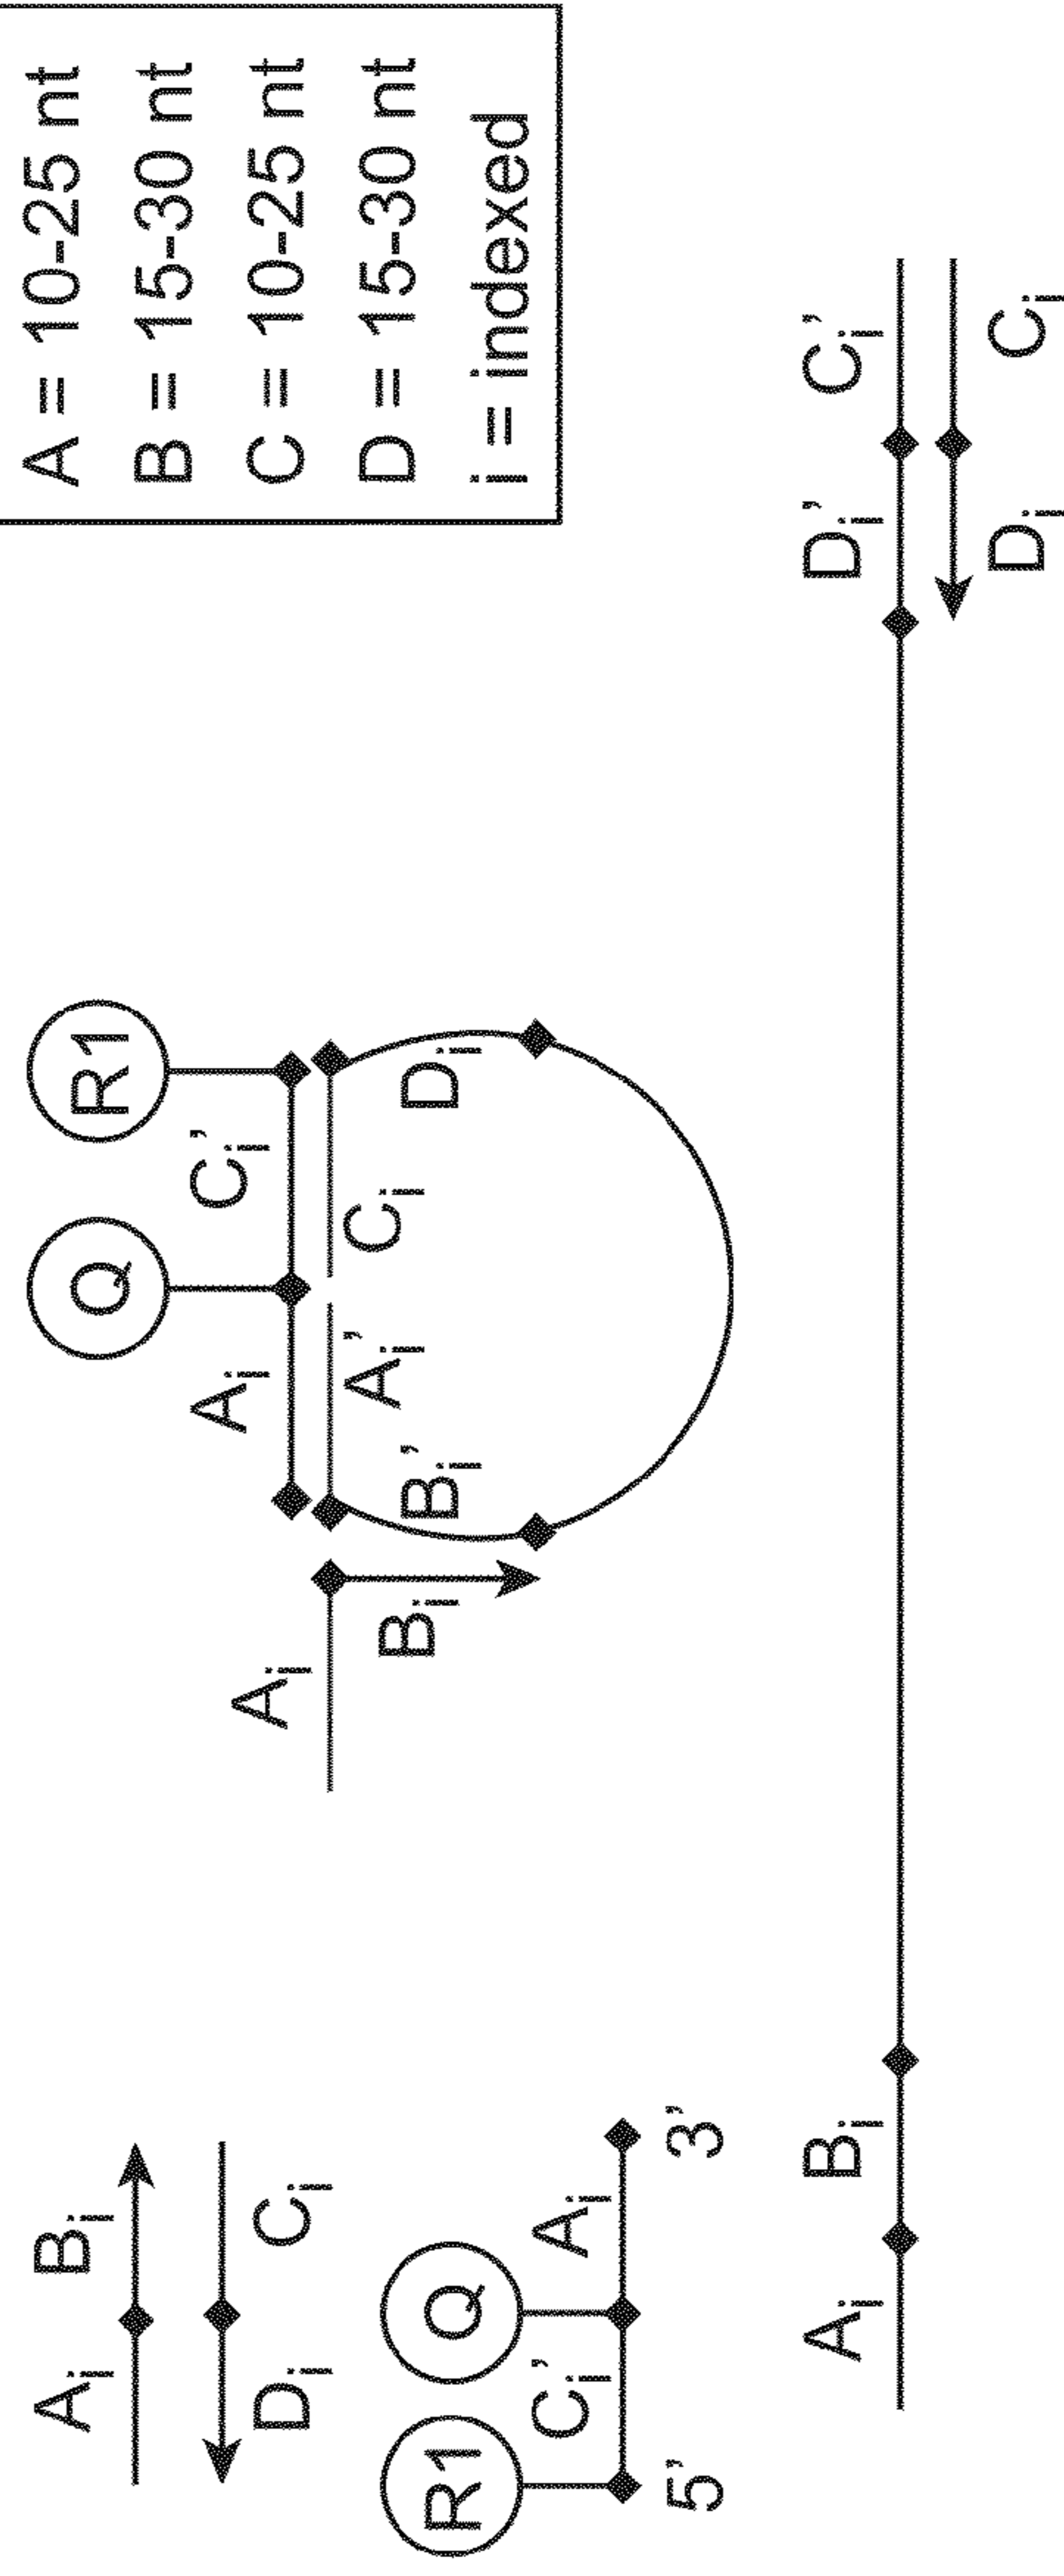 Ai Bi
Di Ci
R1 Q
Ci' Ai
5' 3'
Q R1
Ai Ci'
Ai Ai' Ci
Bi Bi' Di
A = 10-25 nt
B = 15-30 nt
C = 10-25 nt
D = 15-30 nt
i = indexed
Ai Bi Di' Ci'
Di Ci